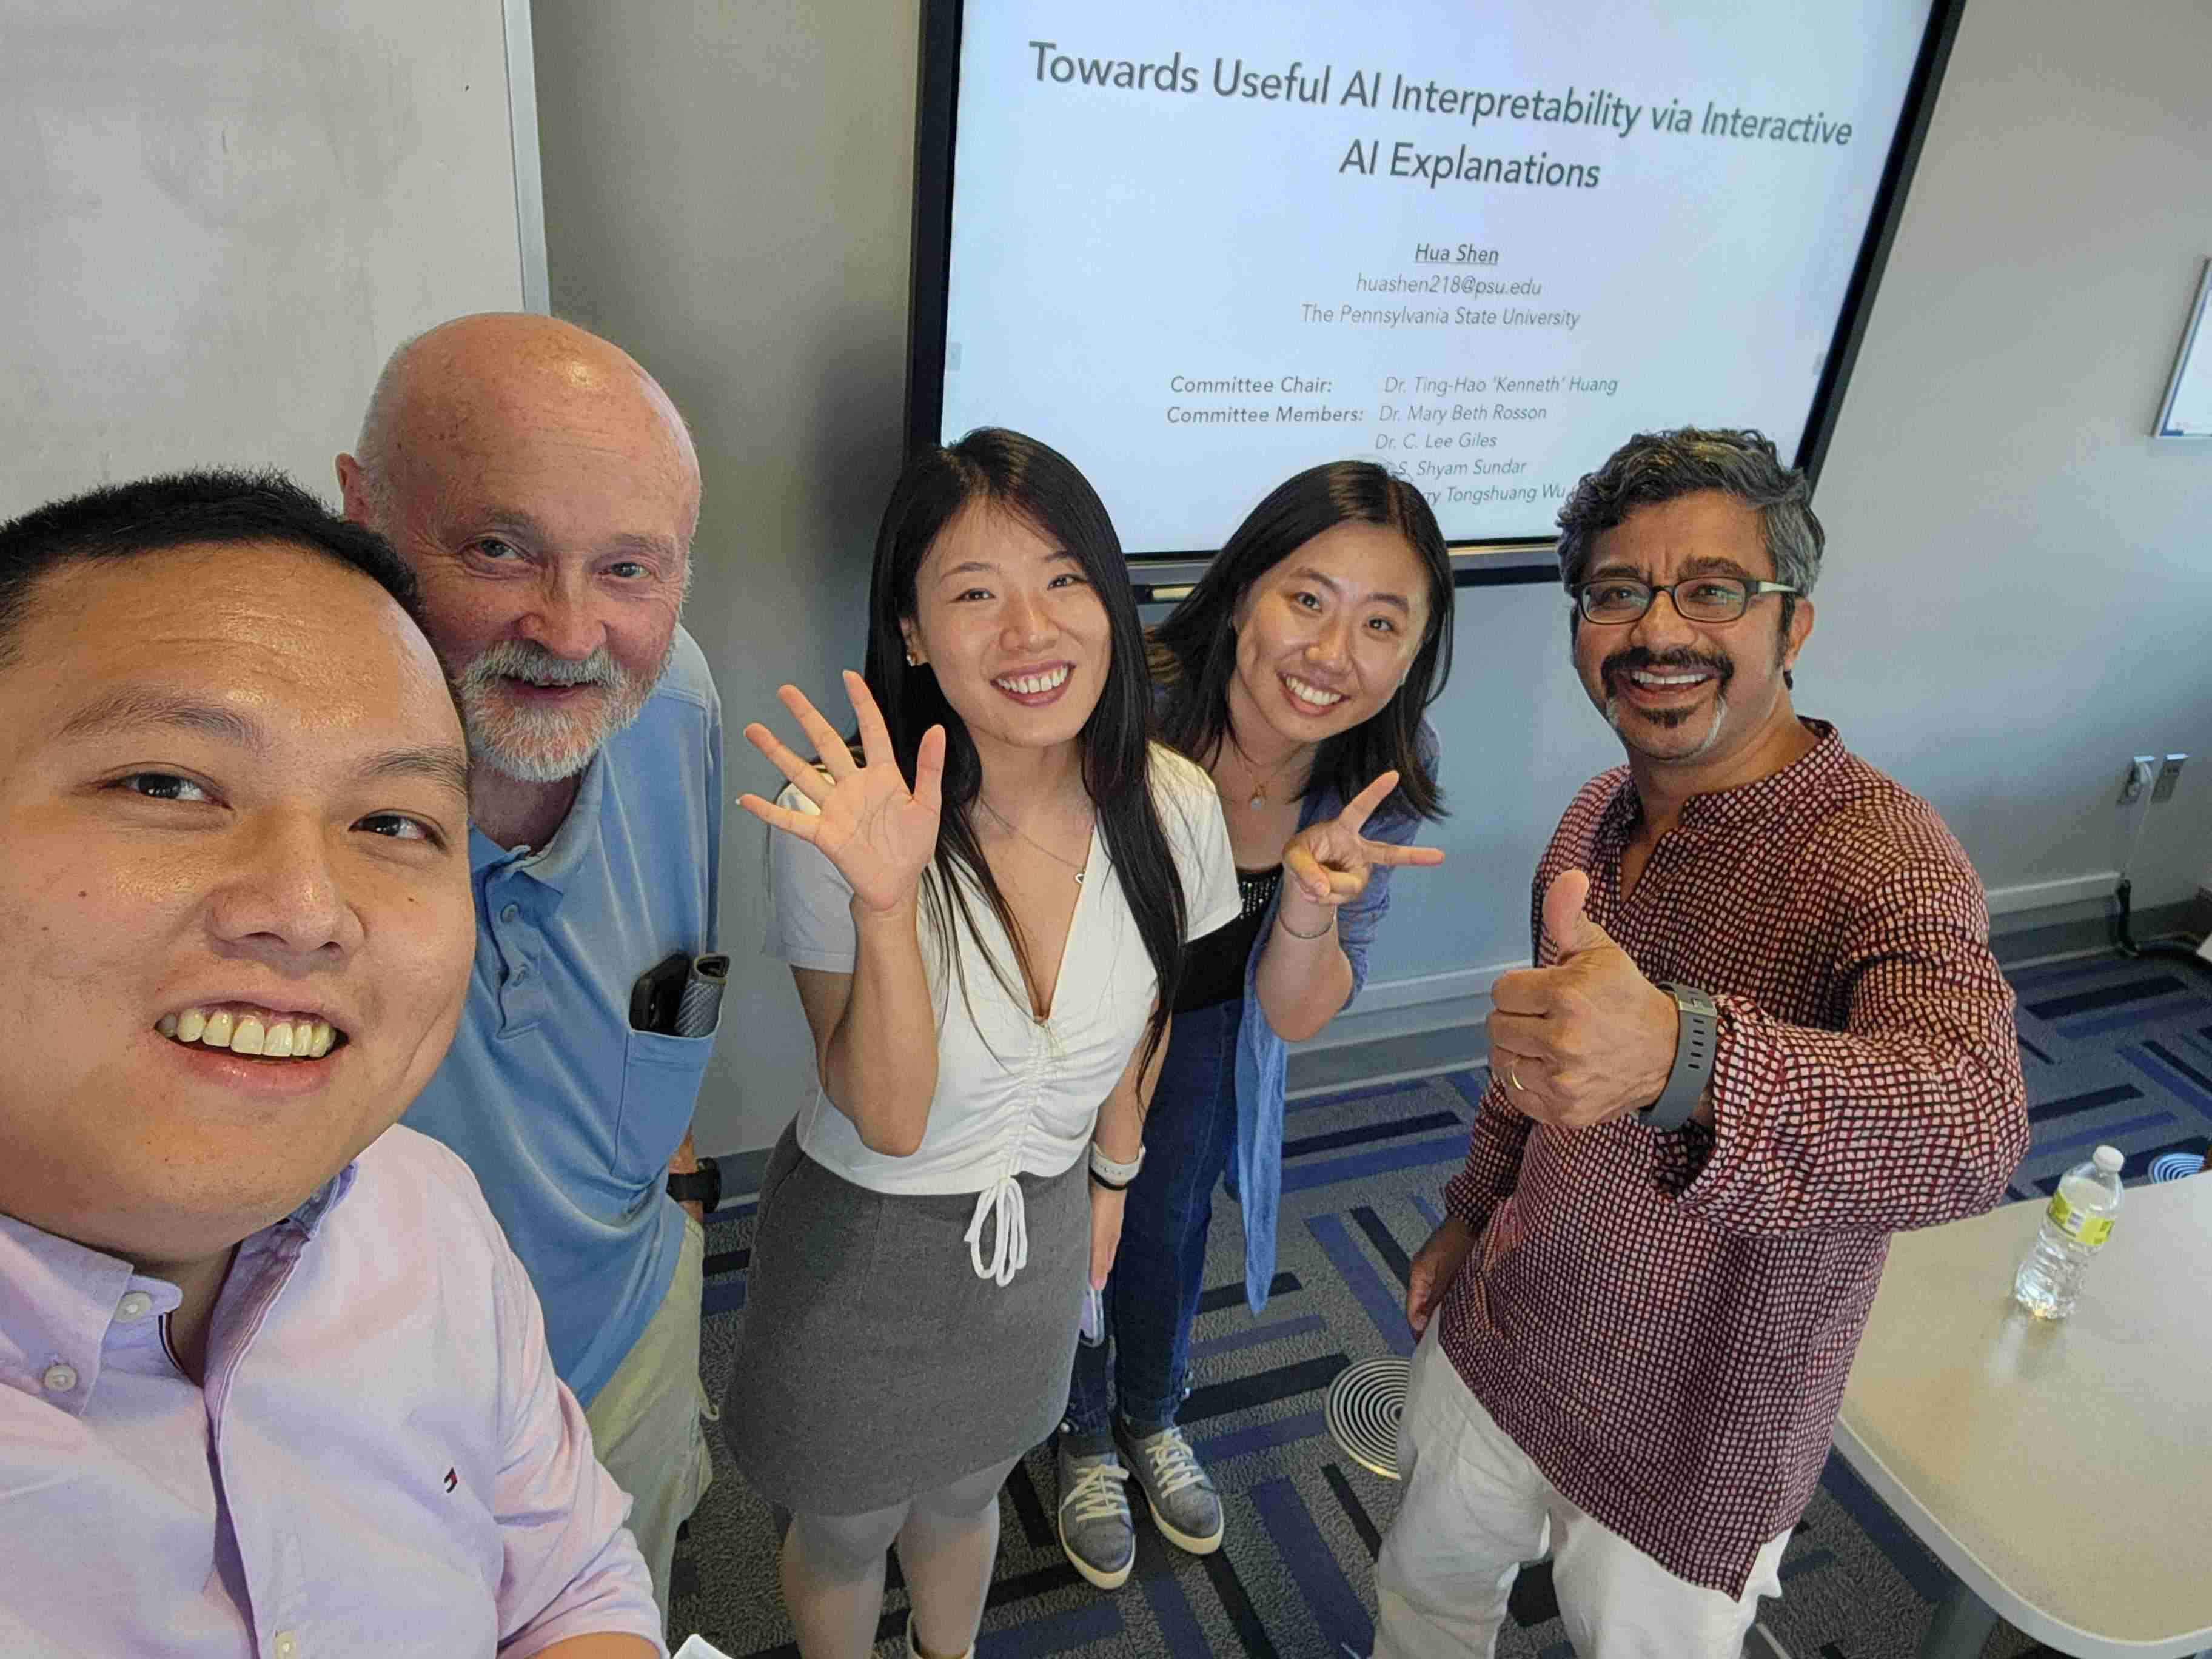 Towards Useful AI Interpretability via Interactive
AI Explanations
Hua Shen
huashen218@psu.edu
The Pennsylvania State University
Committee Chair: Dr. Ting-Hao 'Kenneth' Huang
Committee Members: Dr. Mary Beth Rosson
Dr. C. Lee Giles
S. Shyam Sundar
Tongshuang Wu